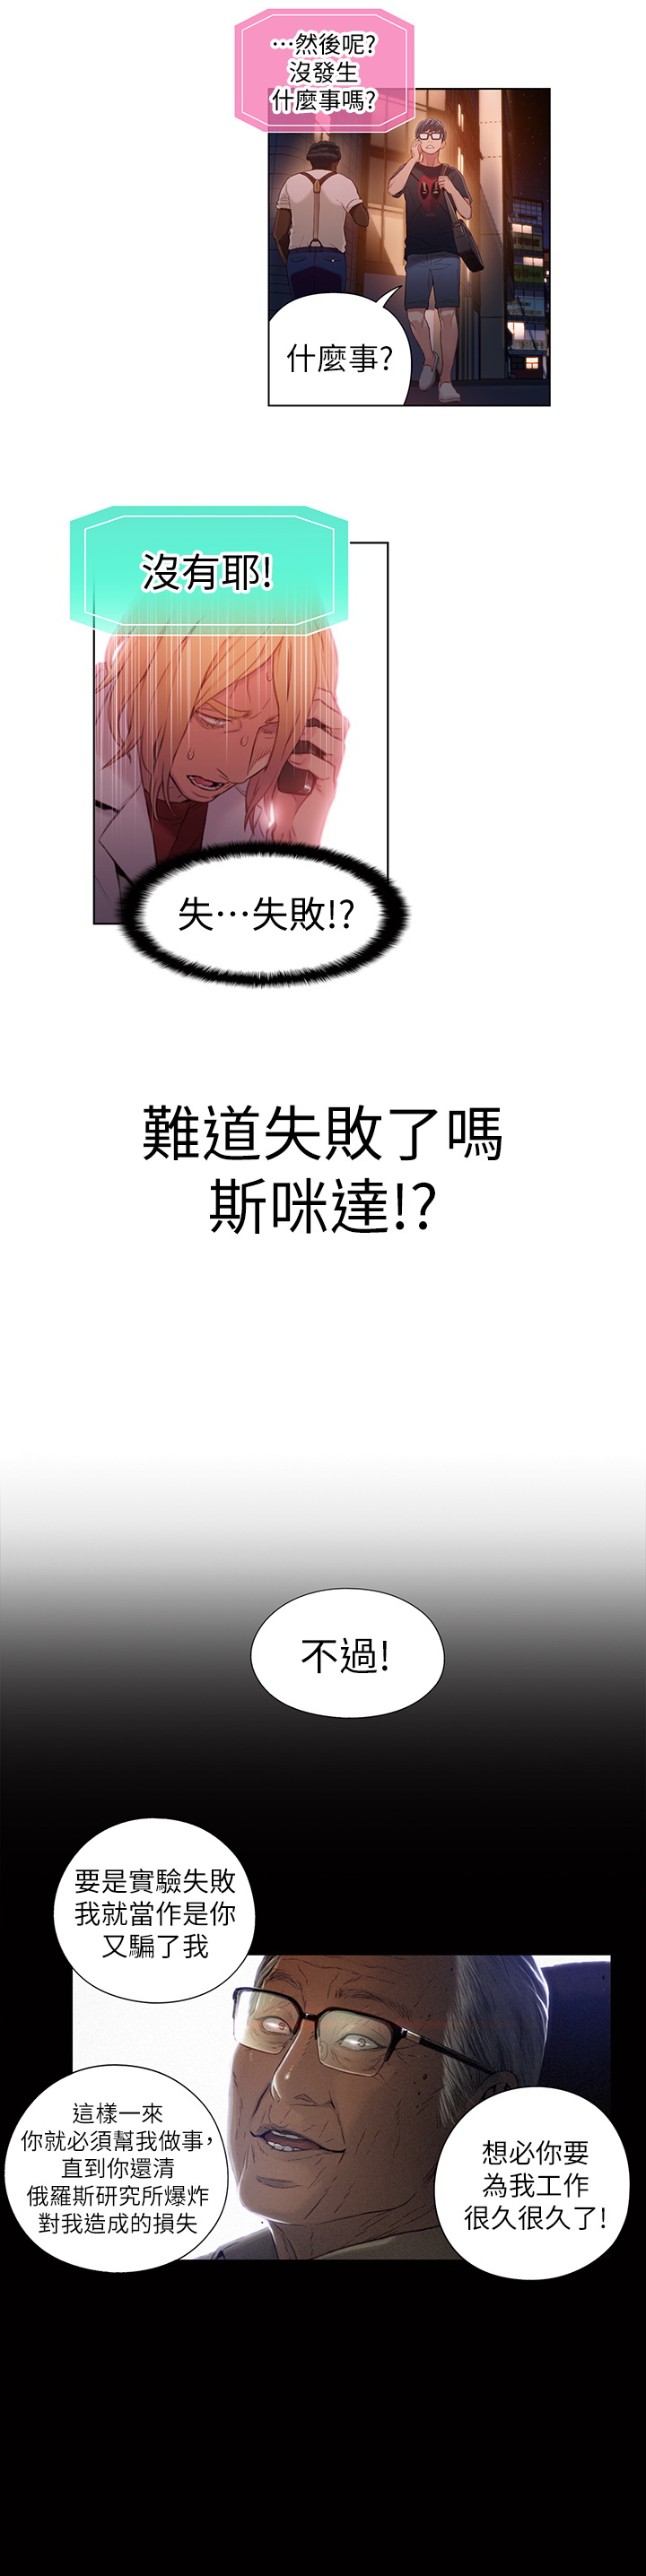 …然後呢?
沒發生
什麼事嗎?
什麼事?
沒有耶!
失…失敗!?
難道失敗了嗎
斯咪達!?
不過!
要是實驗失敗
我就當作是你
又騙了我
這樣一來
你就必須幫我做事,
直到你還清
俄羅斯研究所爆炸
對我造成的損失
想必你要
為我工作
很久很久了!